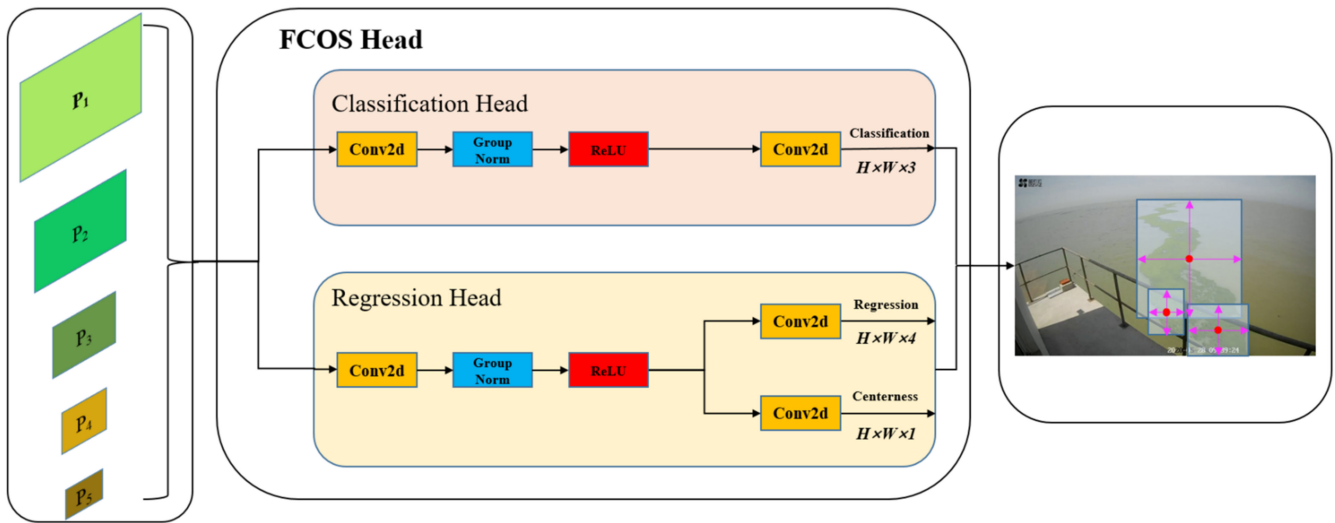 FCOS Head
P₁
P₂
P₃
P₄
P₅
Classification Head
Conv2d
Group
Norm
ReLU
Conv2d
Classification
H×W×3
Regression Head
Conv2d
Group
Norm
ReLU
Conv2d
Regression
H×W×4
Conv2d
Centerness
H×W×1